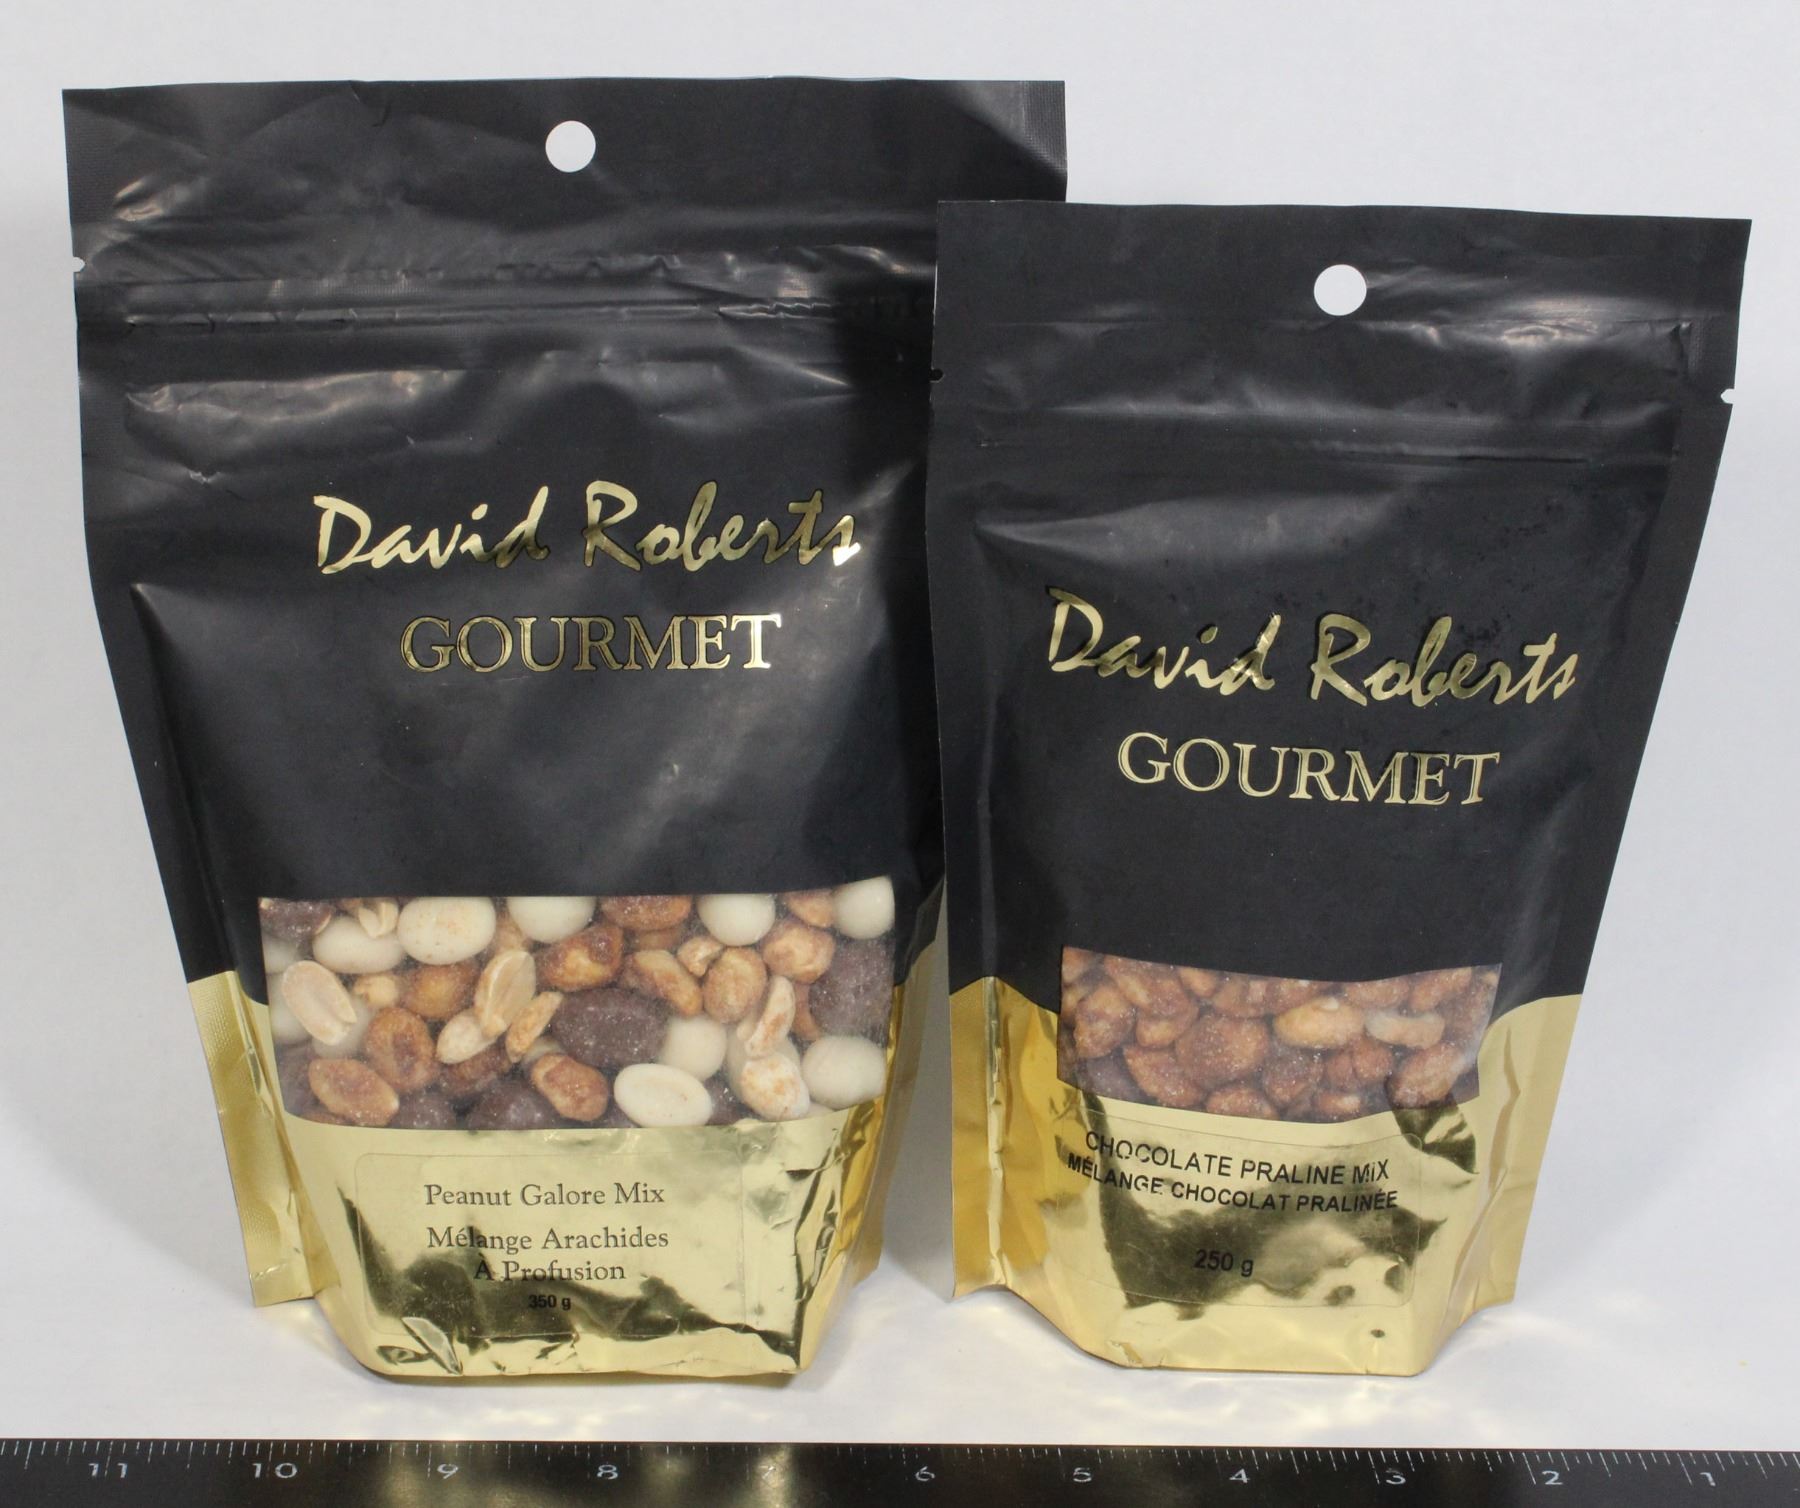 David Roberts
GOURMET
Peanut Galore Mix
Mélange Arachides
À Profusion
350 g
David Roberts
GOURMET
CHOCOLATE PRALINE MIX
MÉLANGE CHOCOLAT PRALINÉE
250 g
11 10 9 8 7 6 5 4 3 2 1